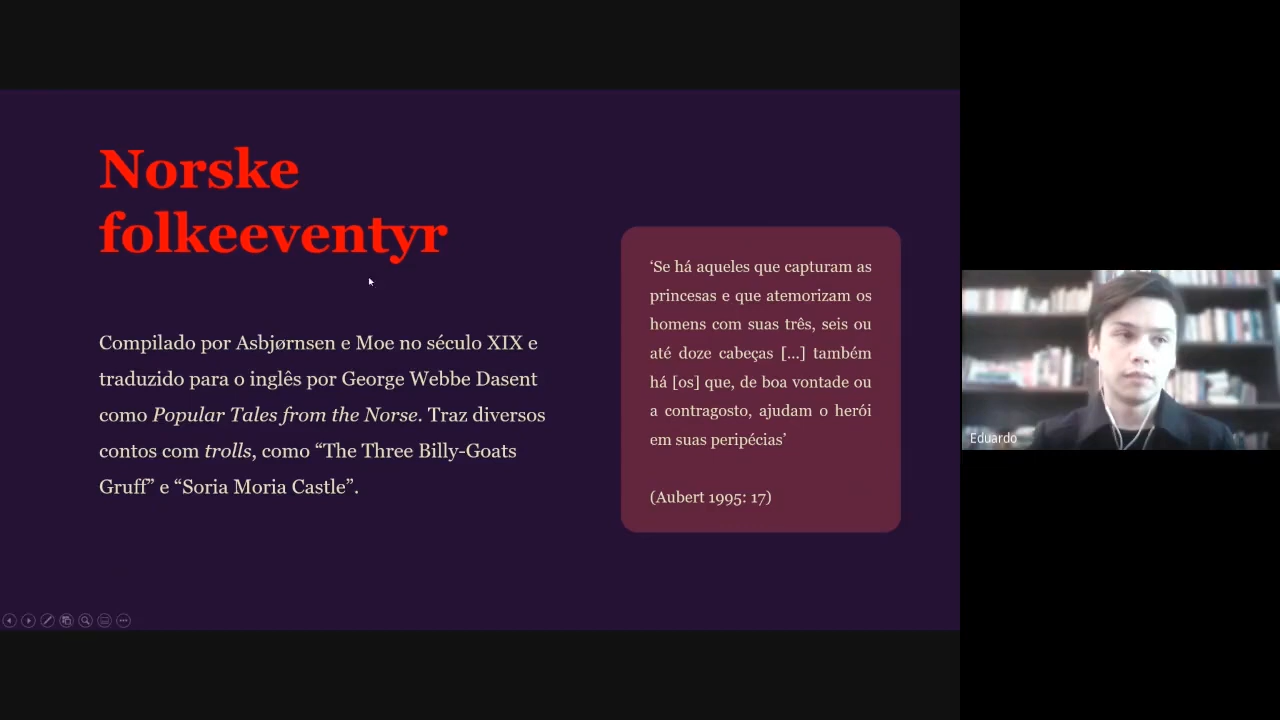 Norske
folkeeventyr
Compilado por Asbjørnsen e Moe no século XIX e
traduzido para o inglês por George Webbe Dasent
como Popular Tales from the Norse. Traz diversos
contos com trolls, como “The Three Billy-Goats
Gruff” e “Soria Moria Castle”.
‘Se há aqueles que capturam as
princesas e que atemorizam os
homens com suas três, seis ou
até doze cabeças [...] também
há [os] que, de boa vontade ou
a contragosto, ajudam o herói
em suas peripécias’
(Aubert 1995: 17)
Eduardo